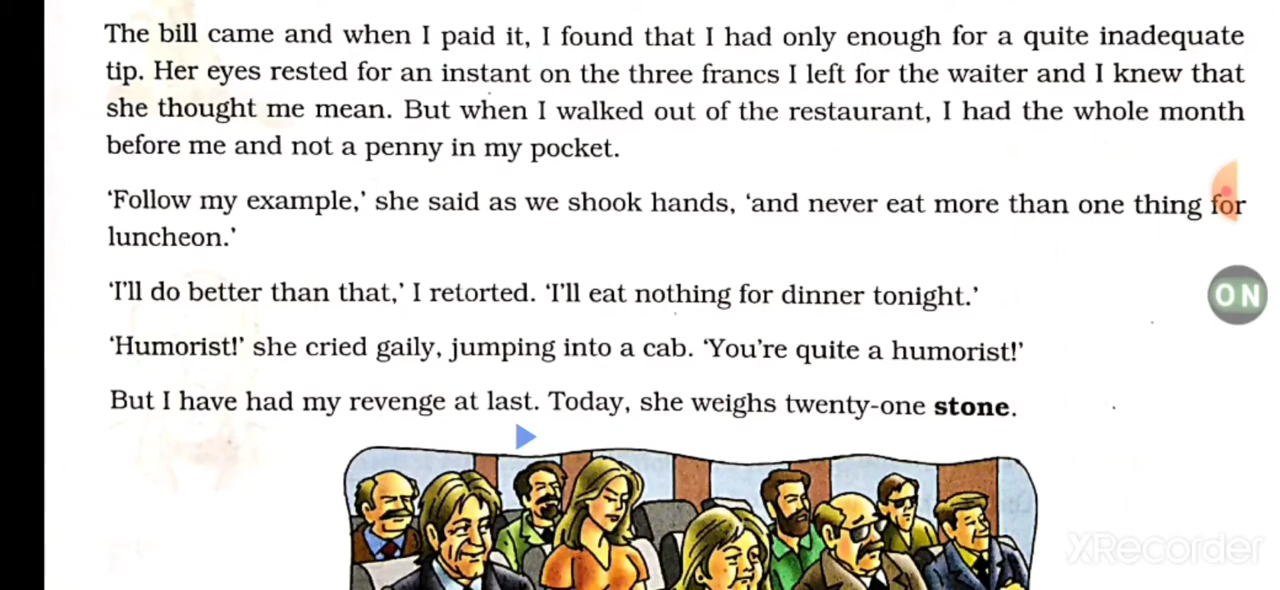 The bill came and when I paid it, I found that I had only enough for a quite inadequate
tip. Her eyes rested for an instant on the three francs I left for the waiter and I knew that
she thought me mean. But when I walked out of the restaurant, I had the whole month
before me and not a penny in my pocket.
‘Follow my example,’ she said as we shook hands, ‘and never eat more than one thing for
luncheon.’
‘I'll do better than that,’ I retorted. ‘I'll eat nothing for dinner tonight.’
ON
‘Humorist!’ she cried gaily, jumping into a cab. ‘You’re quite a humorist!’
But I have had my revenge at last. Today, she weighs twenty-one stone.
XRecorder